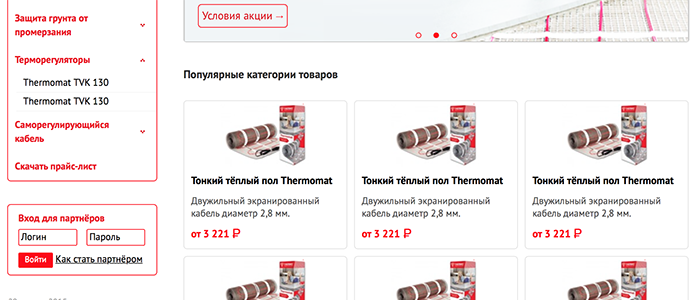 Защита грунта от
промерзания
Терморегуляторы
Thermomat TVK 130
Thermomat TVK 130
Саморегулирующийся
кабель
Скачать прайс-лист
Вход для партнёров
Логин
Пароль
Войти
Как стать партнёром
Условия акции →
Популярные категории товаров
Тонкий тёплый пол Thermomat
Двужильный экранированный
кабель диаметр 2,8 мм.
от 3 221 ₽
Тонкий тёплый пол Thermomat
Двужильный экранированный
кабель диаметр 2,8 мм.
от 3 221 ₽
Тонкий тёплый пол Thermomat
Двужильный экранированный
кабель диаметр 2,8 мм.
от 3 221 ₽